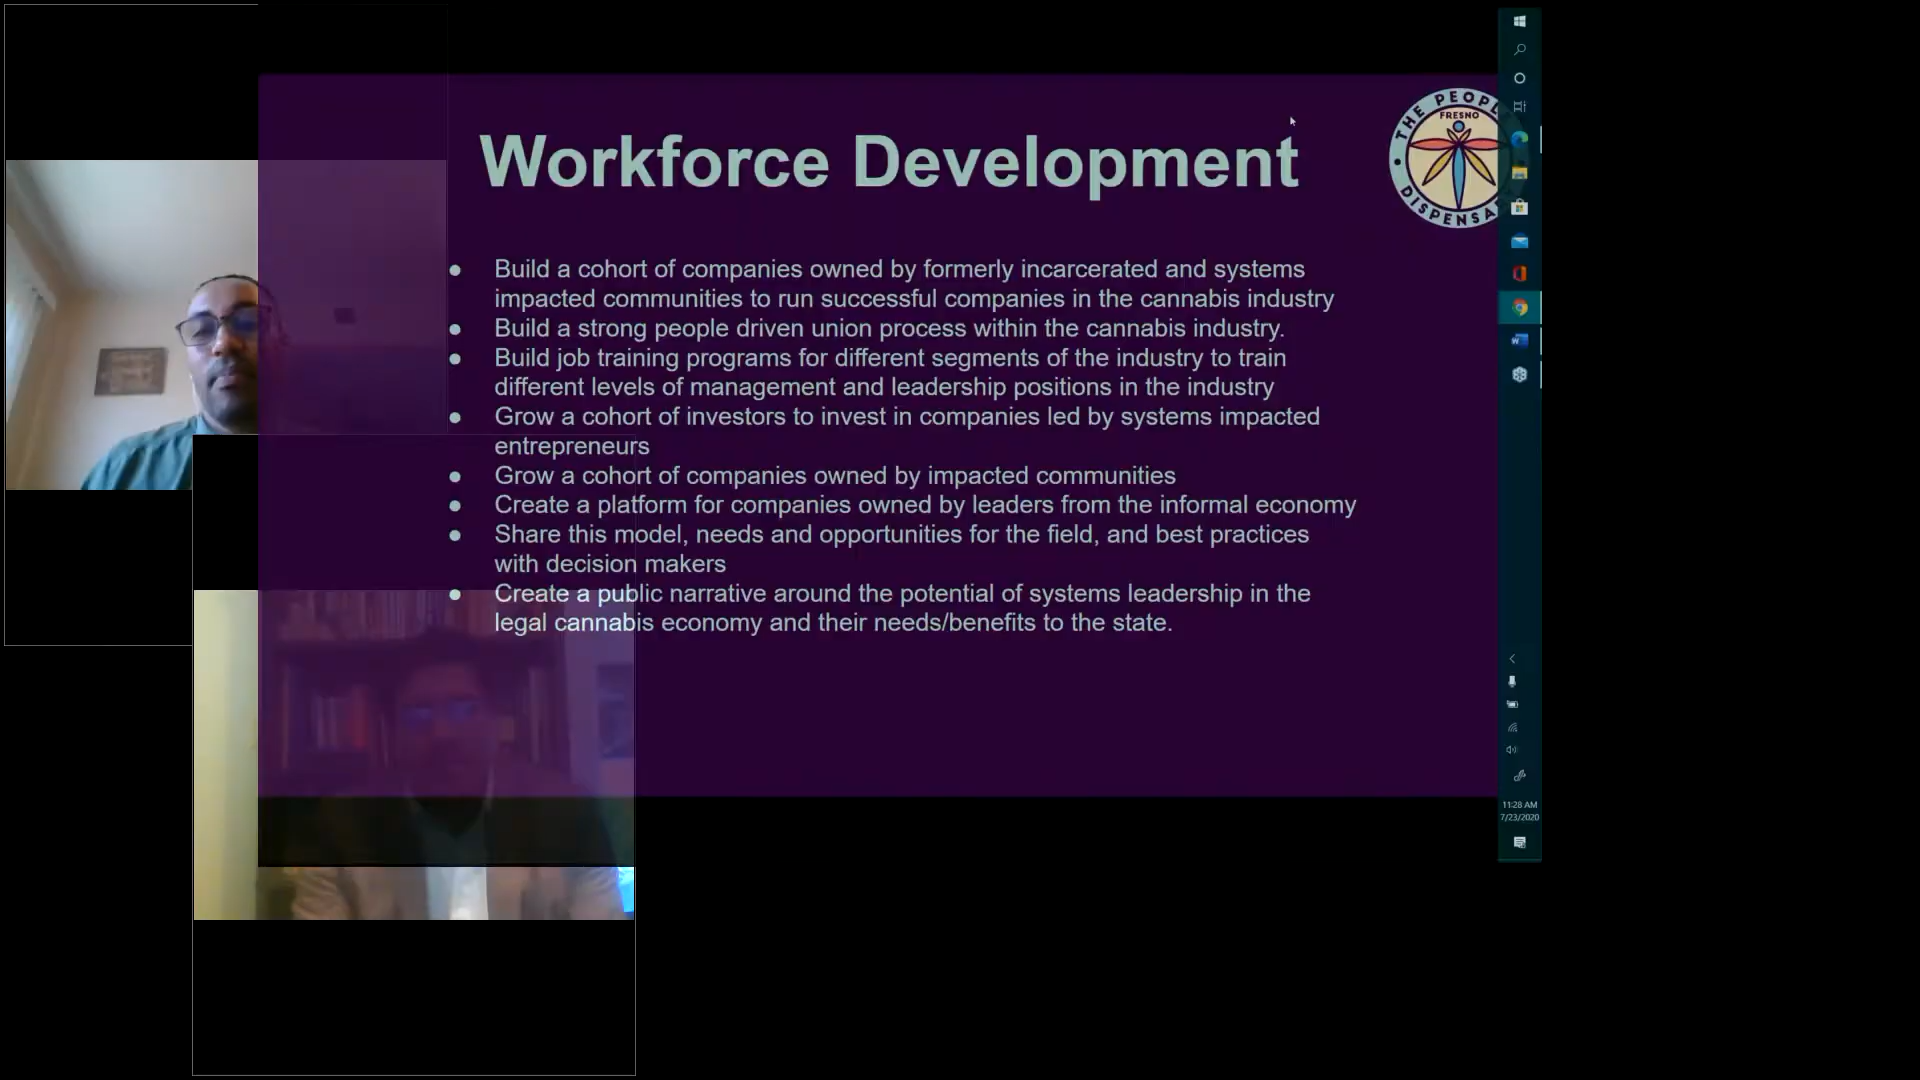 Workforce Development
THE PEOPL
FRESNO
DISPENSA
● Build a cohort of companies owned by formerly incarcerated and systems
impacted communities to run successful companies in the cannabis industry
● Build a strong people driven union process within the cannabis industry.
● Build job training programs for different segments of the industry to train
different levels of management and leadership positions in the industry
● Grow a cohort of investors to invest in companies led by systems impacted
entrepreneurs
● Grow a cohort of companies owned by impacted communities
● Create a platform for companies owned by leaders from the informal economy
● Share this model, needs and opportunities for the field, and best practices
with decision makers
● Create a public narrative around the potential of systems leadership in the
legal cannabis economy and their needs/benefits to the state.
11:28 AM
7/23/2020